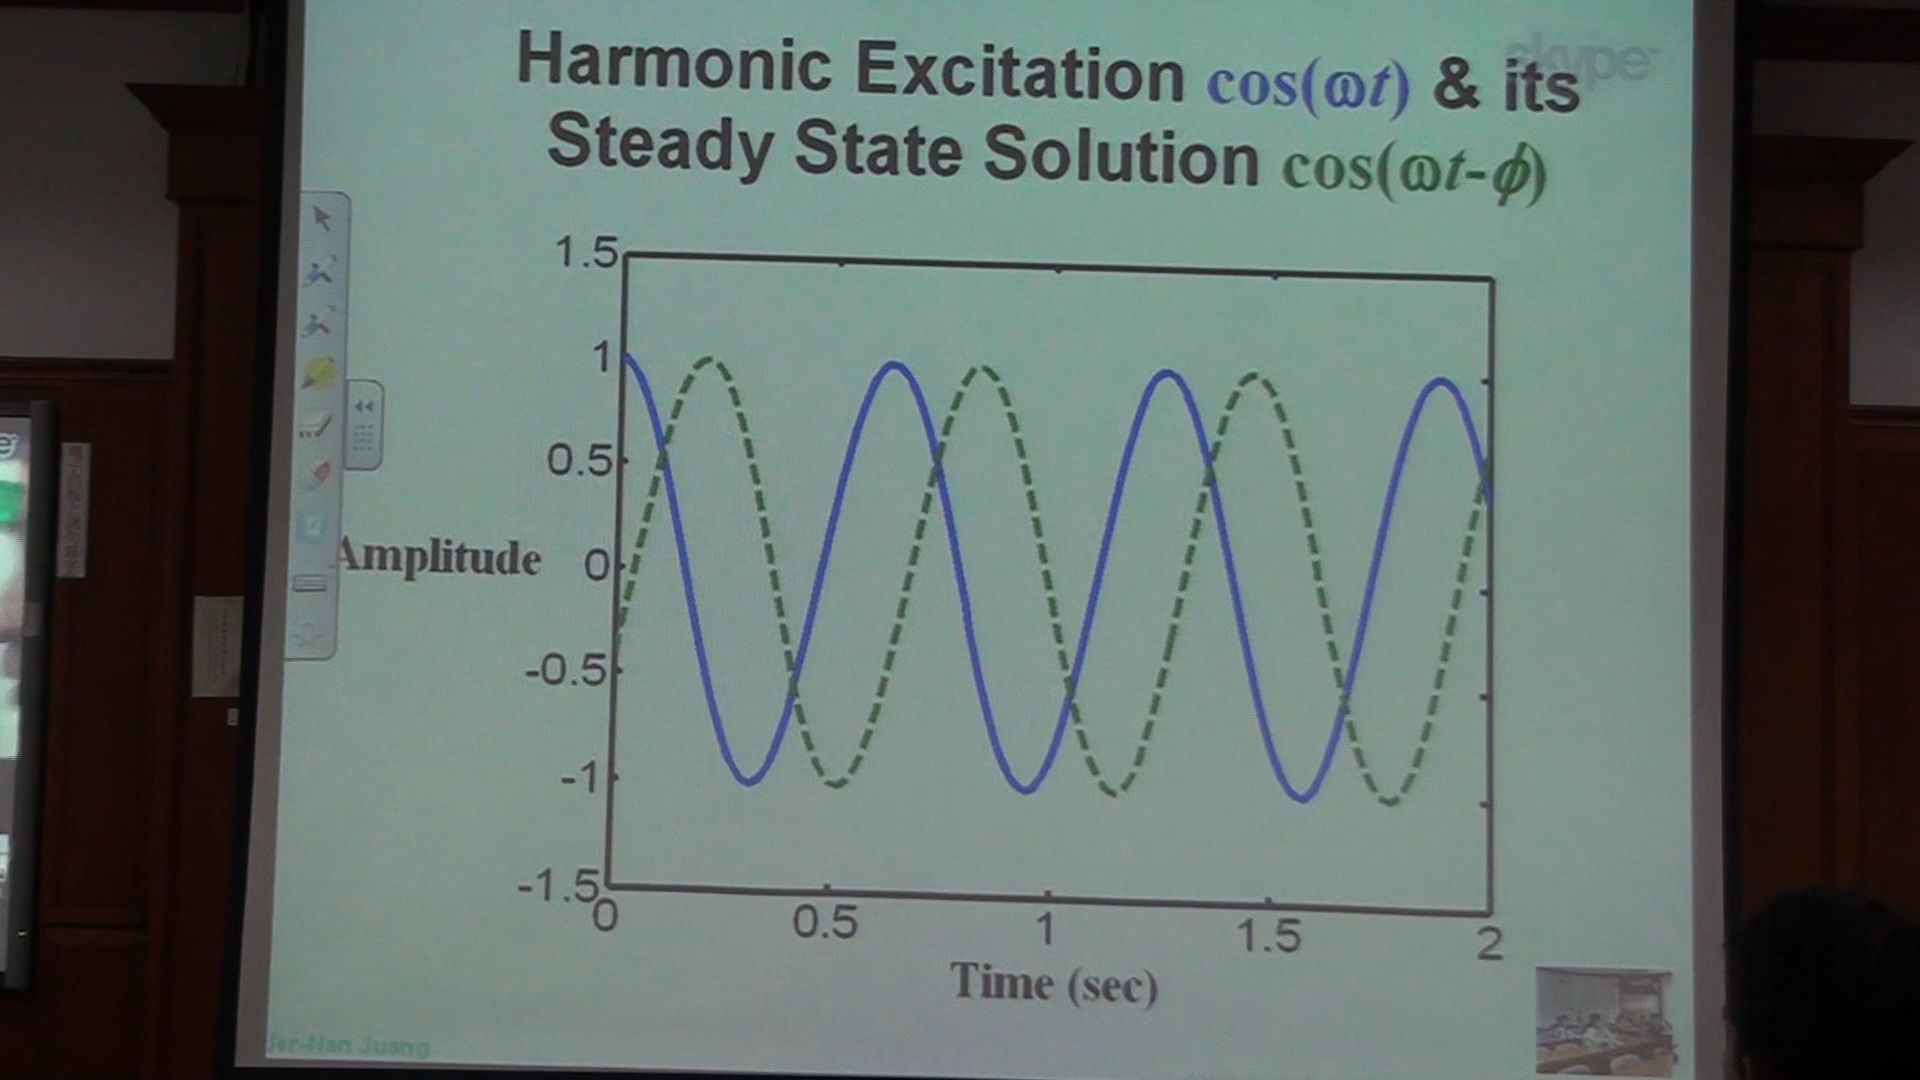 skype
Harmonic Excitation cos(ωt) & its
Steady State Solution cos(ωt-ϕ)
1.5
1
0.5
Amplitude
0
-0.5
-1
-1.5
0
0.5
1
1.5
2
Time (sec)
Jer-Nan Juang